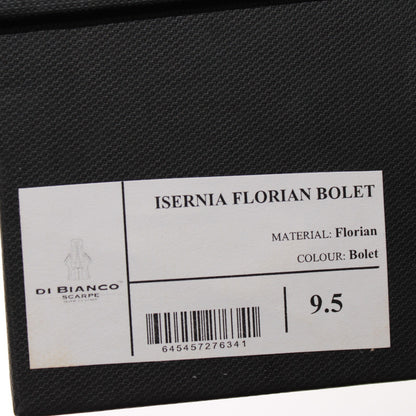 ISERNIA FLORIAN BOLET
MATERIAL: Florian
COLOUR: Bolet
DI BIANCO
SCARPE
645457276341
9.5